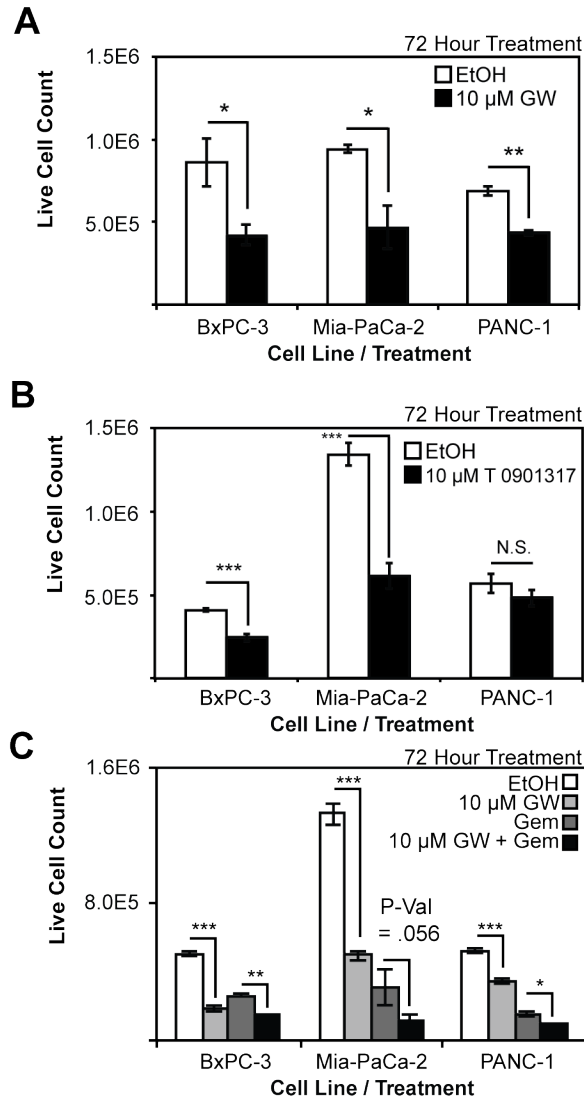 A
72 Hour Treatment
1.5E6
1.0E6
5.0E5
Live Cell Count
EtOH
10 µM GW
*
*
**
BxPC-3
Mia-PaCa-2
PANC-1
Cell Line / Treatment
B
72 Hour Treatment
1.5E6
1.0E6
5.0E5
Live Cell Count
EtOH
10 µM T 0901317
***
***
N.S.
BxPC-3
Mia-PaCa-2
PANC-1
Cell Line / Treatment
C
72 Hour Treatment
1.6E6
8.0E5
Live Cell Count
EtOH
10 µM GW
Gem
10 µM GW + Gem
***
**
***
P-Val
= .056
***
*
BxPC-3
Mia-PaCa-2
PANC-1
Cell Line / Treatment